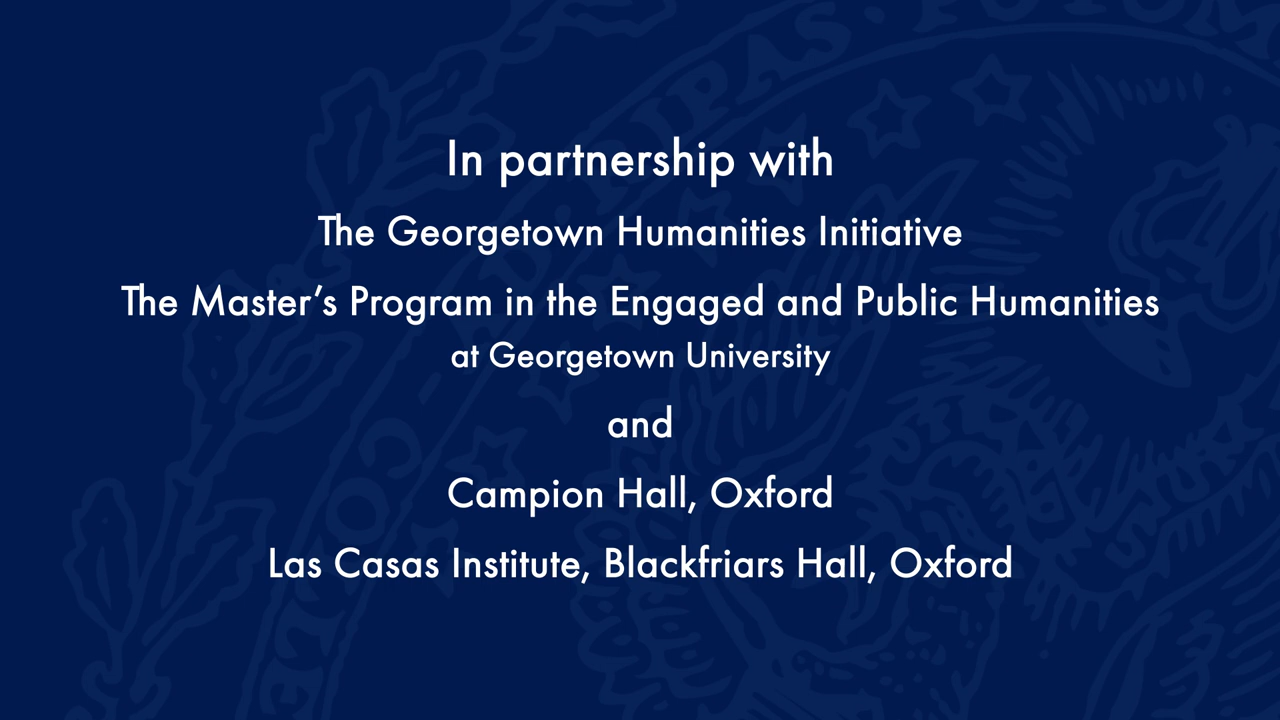 In partnership with
The Georgetown Humanities Initiative
The Master’s Program in the Engaged and Public Humanities
at Georgetown University
and
Campion Hall, Oxford
Las Casas Institute, Blackfriars Hall, Oxford